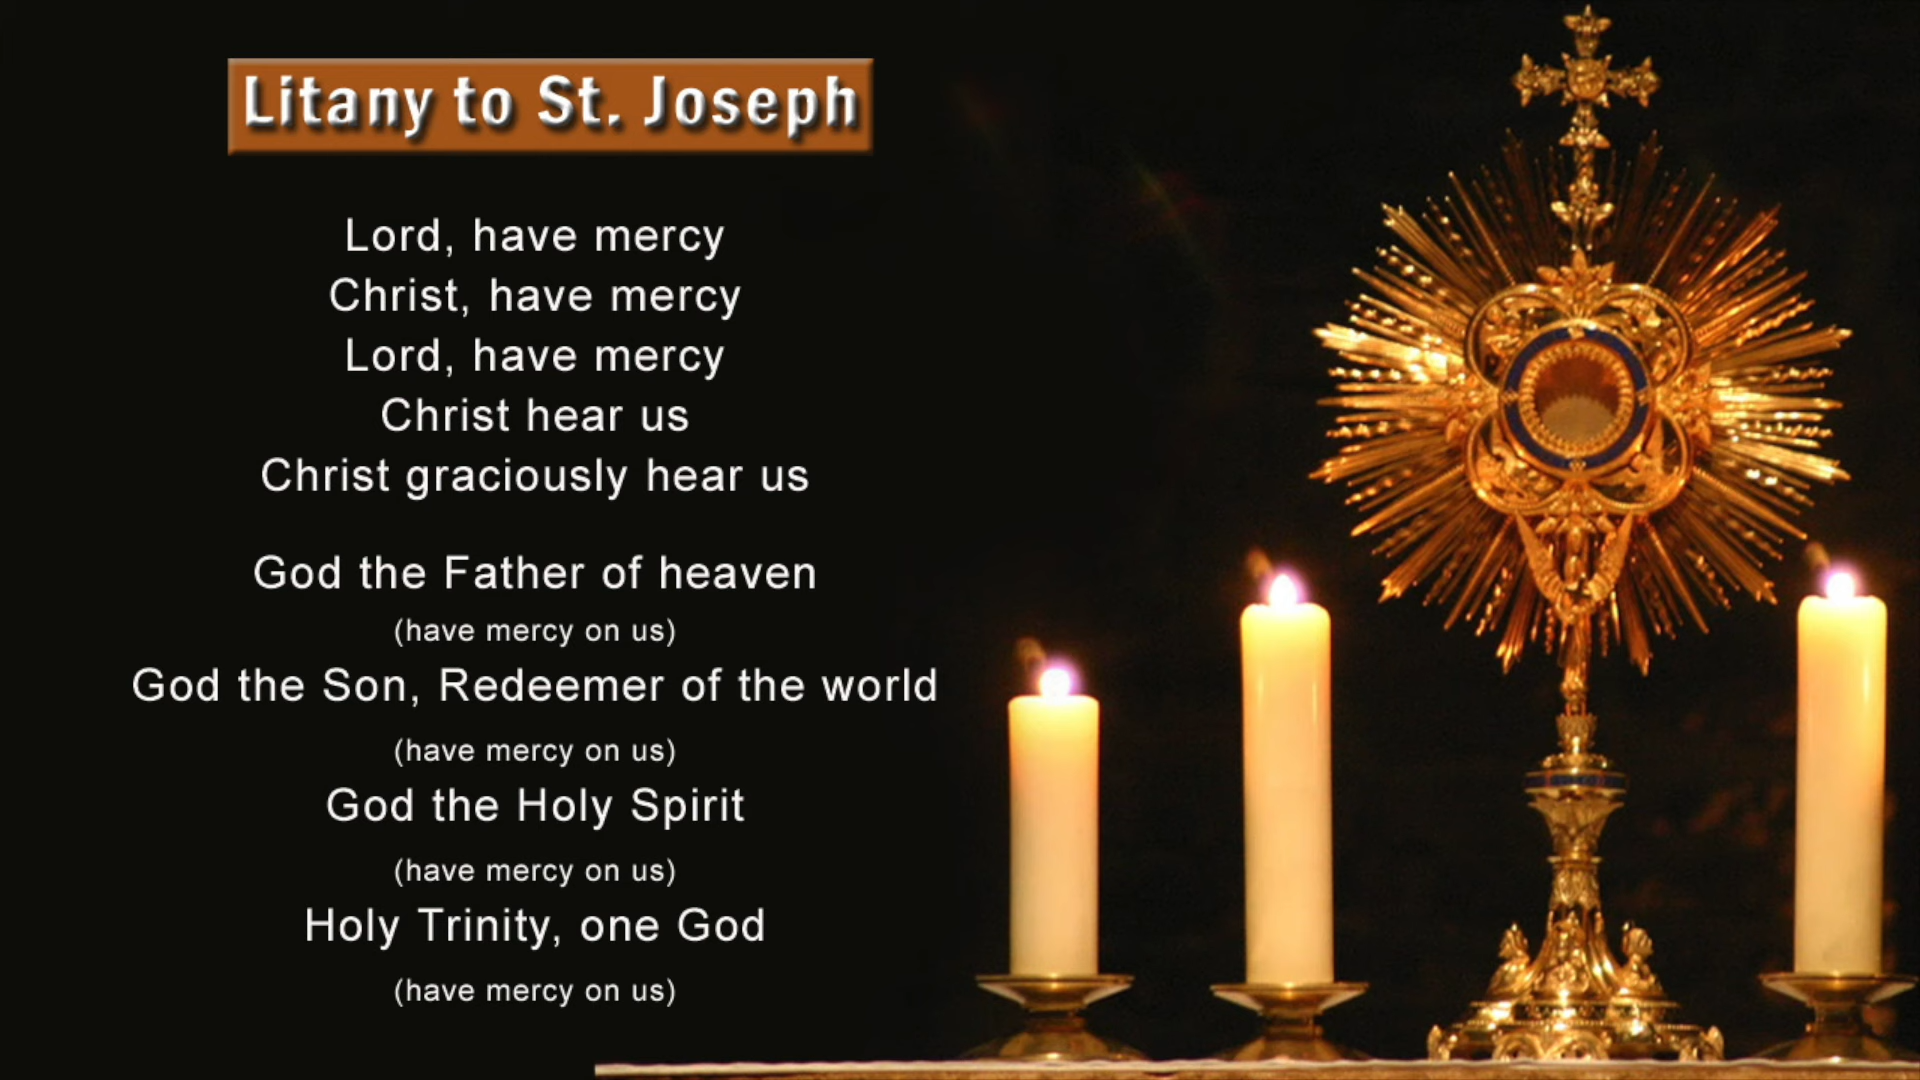 Litany to St. Joseph
Lord, have mercy
Christ, have mercy
Lord, have mercy
Christ hear us
Christ graciously hear us
God the Father of heaven
(have mercy on us)
God the Son, Redeemer of the world
(have mercy on us)
God the Holy Spirit
(have mercy on us)
Holy Trinity, one God
(have mercy on us)